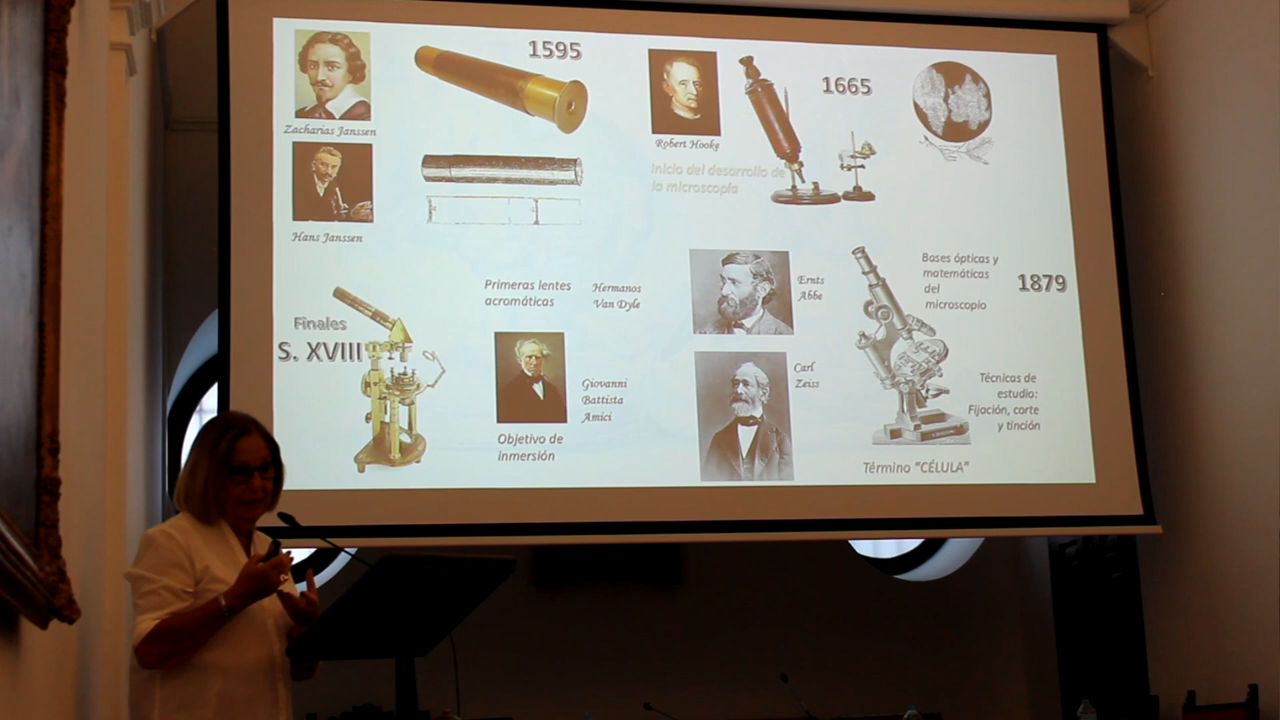 1595
Zacharias Janssen
Hans Janssen
1665
Robert Hooke
Inicio del desarrollo de
la microscopía
Finales
S. XVIII
Primeras lentes
acromáticas
Hermanos
Van Dyle
Giovanni
Battista
Amici
Objetivo de
inmersión
Ernts
Abbe
Carl
Zeiss
Bases ópticas y
matemáticas
del
microscopio
1879
Técnicas de
estudio:
Fijación, corte
y tinción
Término "CÉLULA"